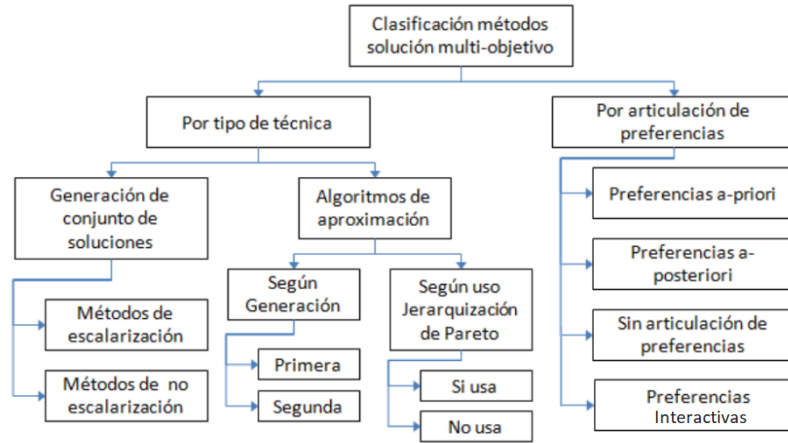 Clasificación métodos
solución multi-objetivo
Por tipo de técnica
Por articulación de
preferencias
Generación de
conjunto de
soluciones
Algoritmos de
aproximación
Preferencias a-priori
Preferencias a-
posteriori
Sin articulación de
preferencias
Preferencias
Interactivas
Métodos de
escalarización
Métodos de no
escalarización
Según
Generación
Primera
Segunda
Según uso
Jerarquización
de Pareto
Si usa
No usa